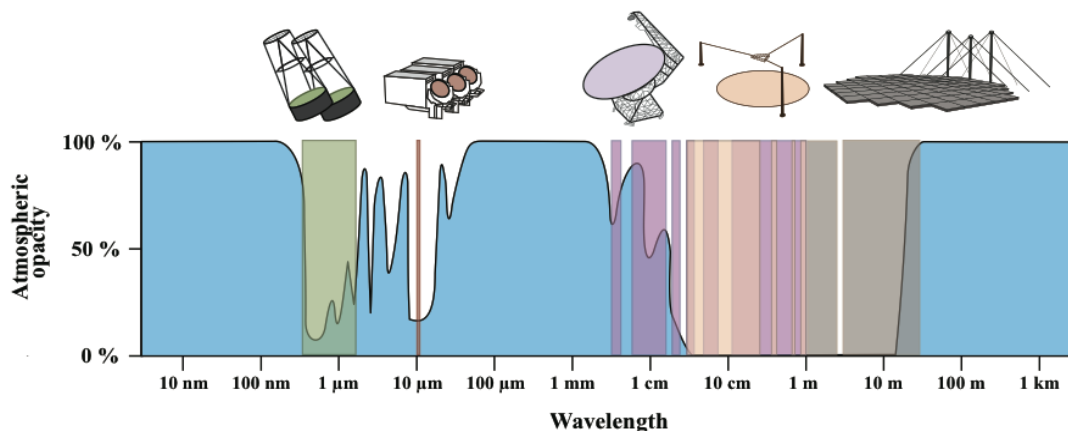 100 %
50 %
0 %
Atmospheric
opacity
10 nm 100 nm 1 µm 10 µm 100 µm 1 mm 1 cm 10 cm 1 m 10 m 100 m 1 km
Wavelength